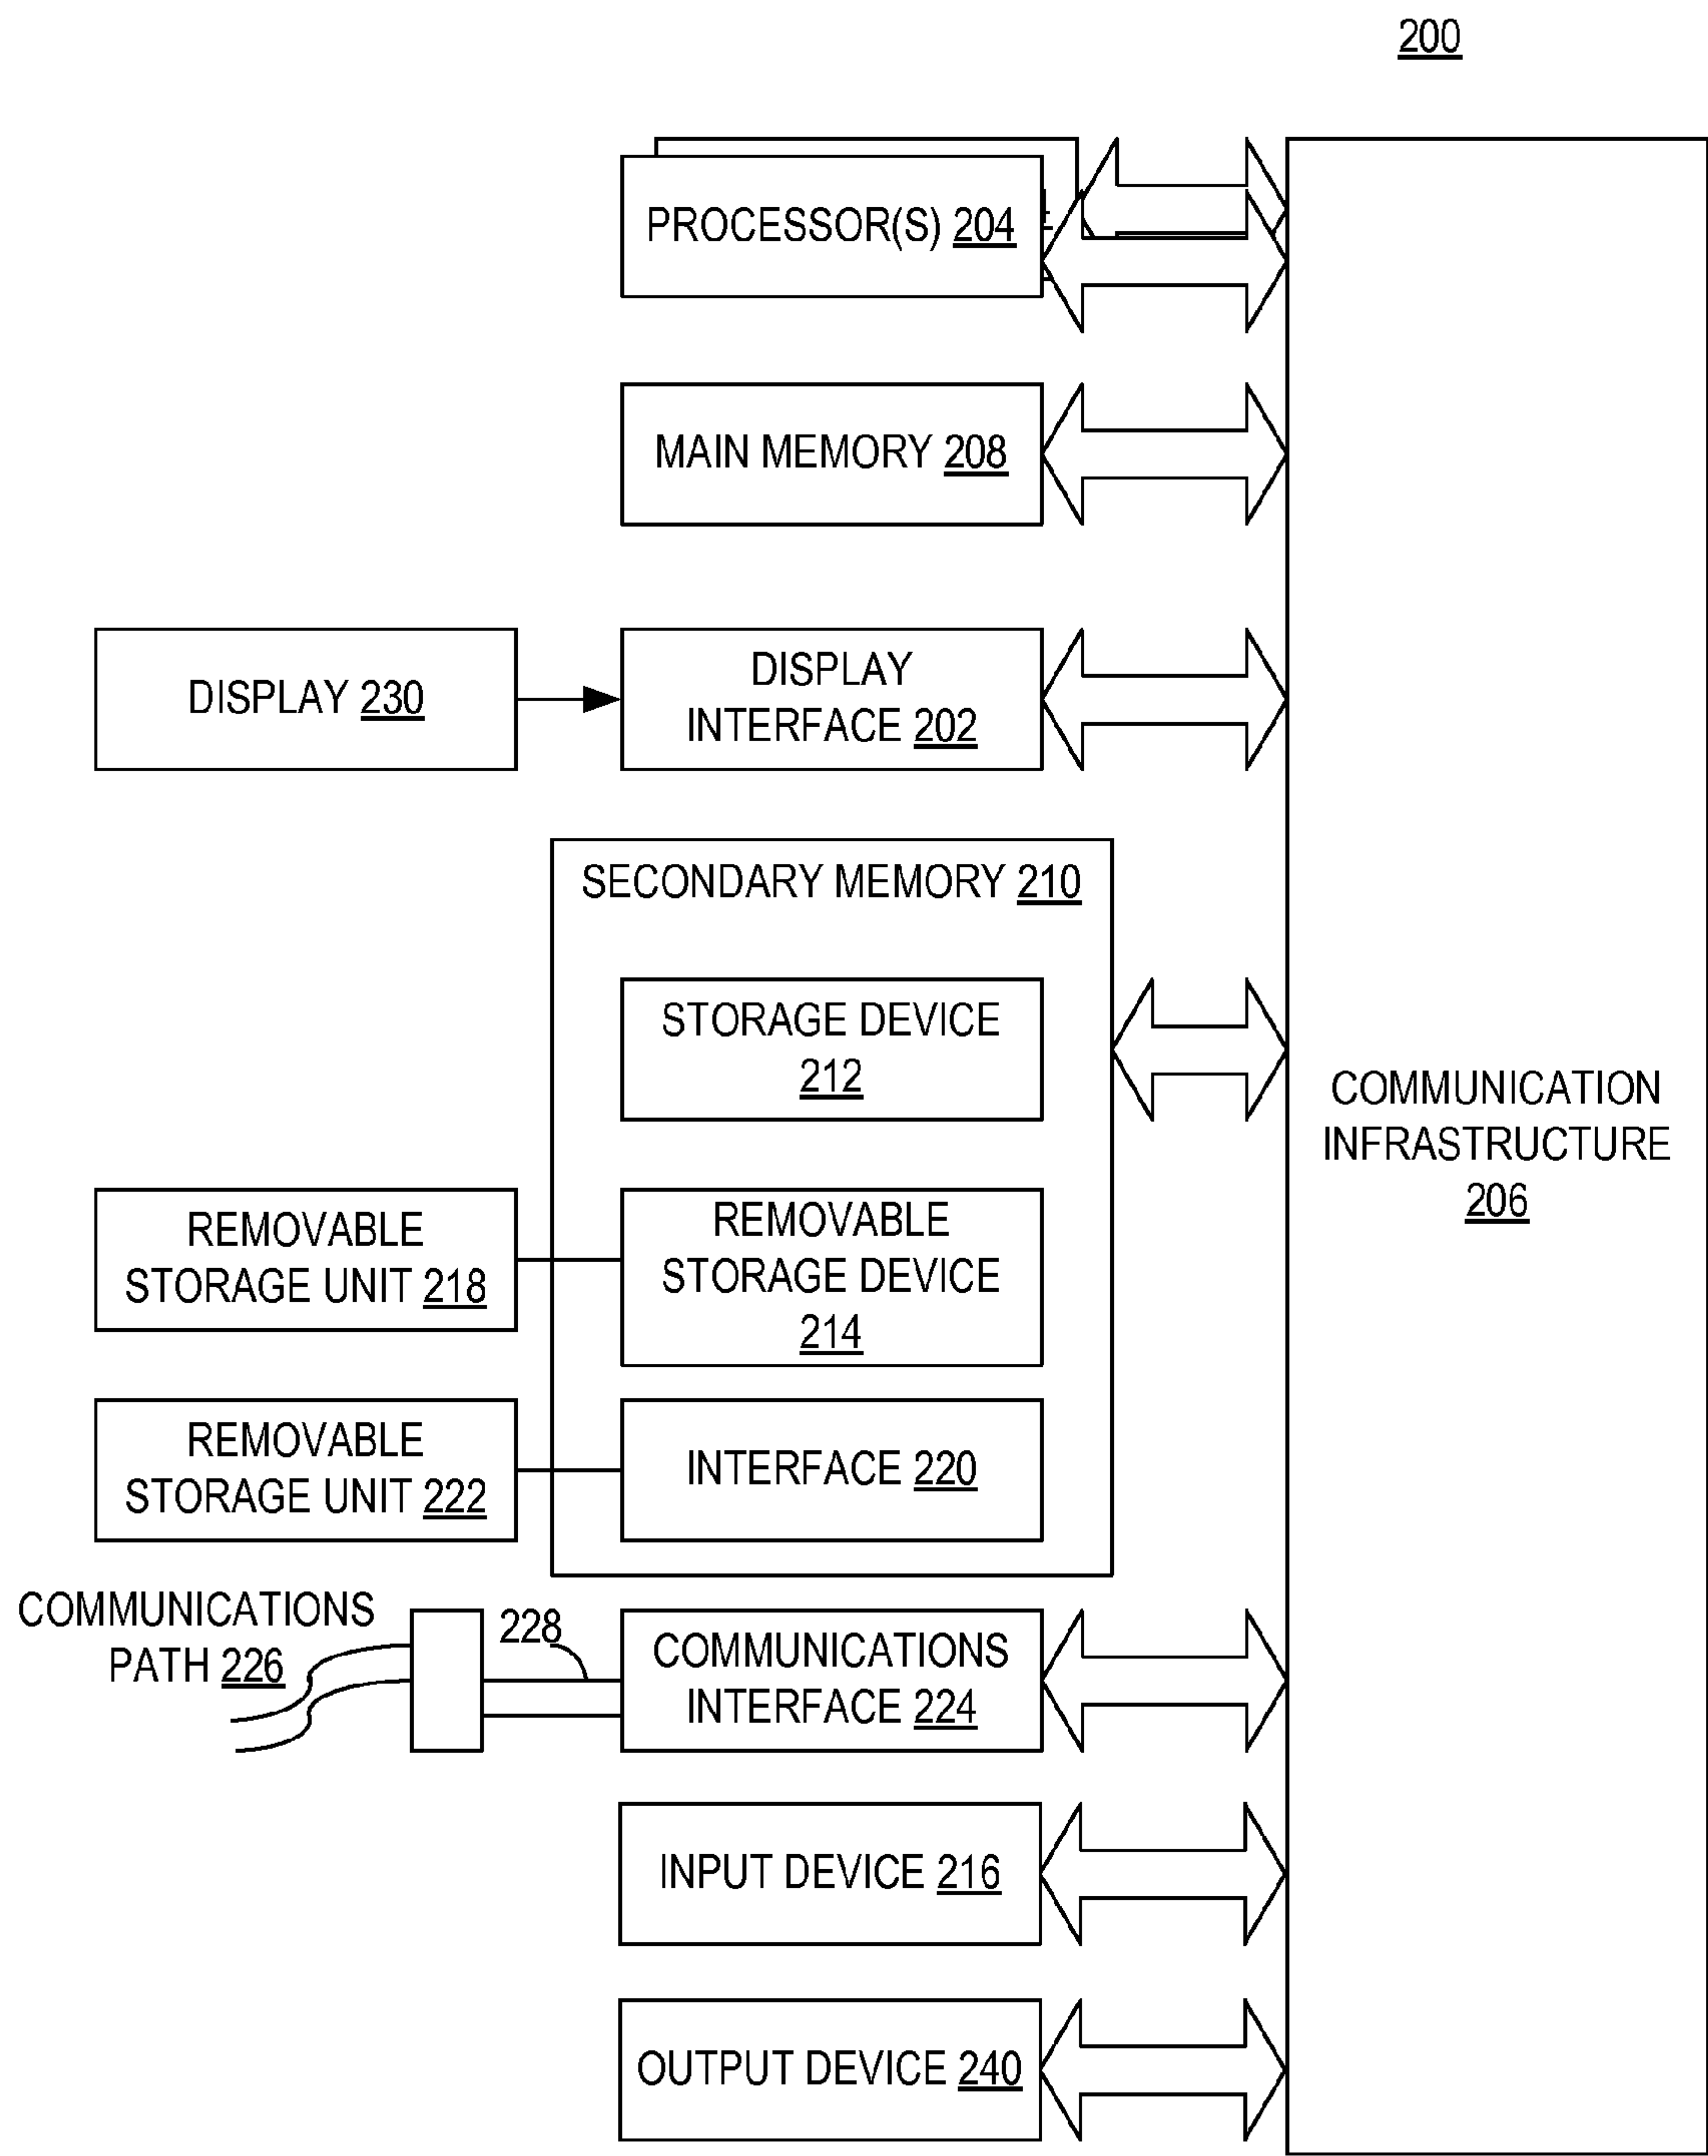 200
PROCESSOR(S) 204
MAIN MEMORY 208
DISPLAY 230
DISPLAY
INTERFACE 202
SECONDARY MEMORY 210
STORAGE DEVICE
212
COMMUNICATION
INFRASTRUCTURE
206
REMOVABLE
STORAGE UNIT 218
REMOVABLE
STORAGE DEVICE
214
REMOVABLE
STORAGE UNIT 222
INTERFACE 220
COMMUNICATIONS
PATH 226
228
COMMUNICATIONS
INTERFACE 224
INPUT DEVICE 216
OUTPUT DEVICE 240